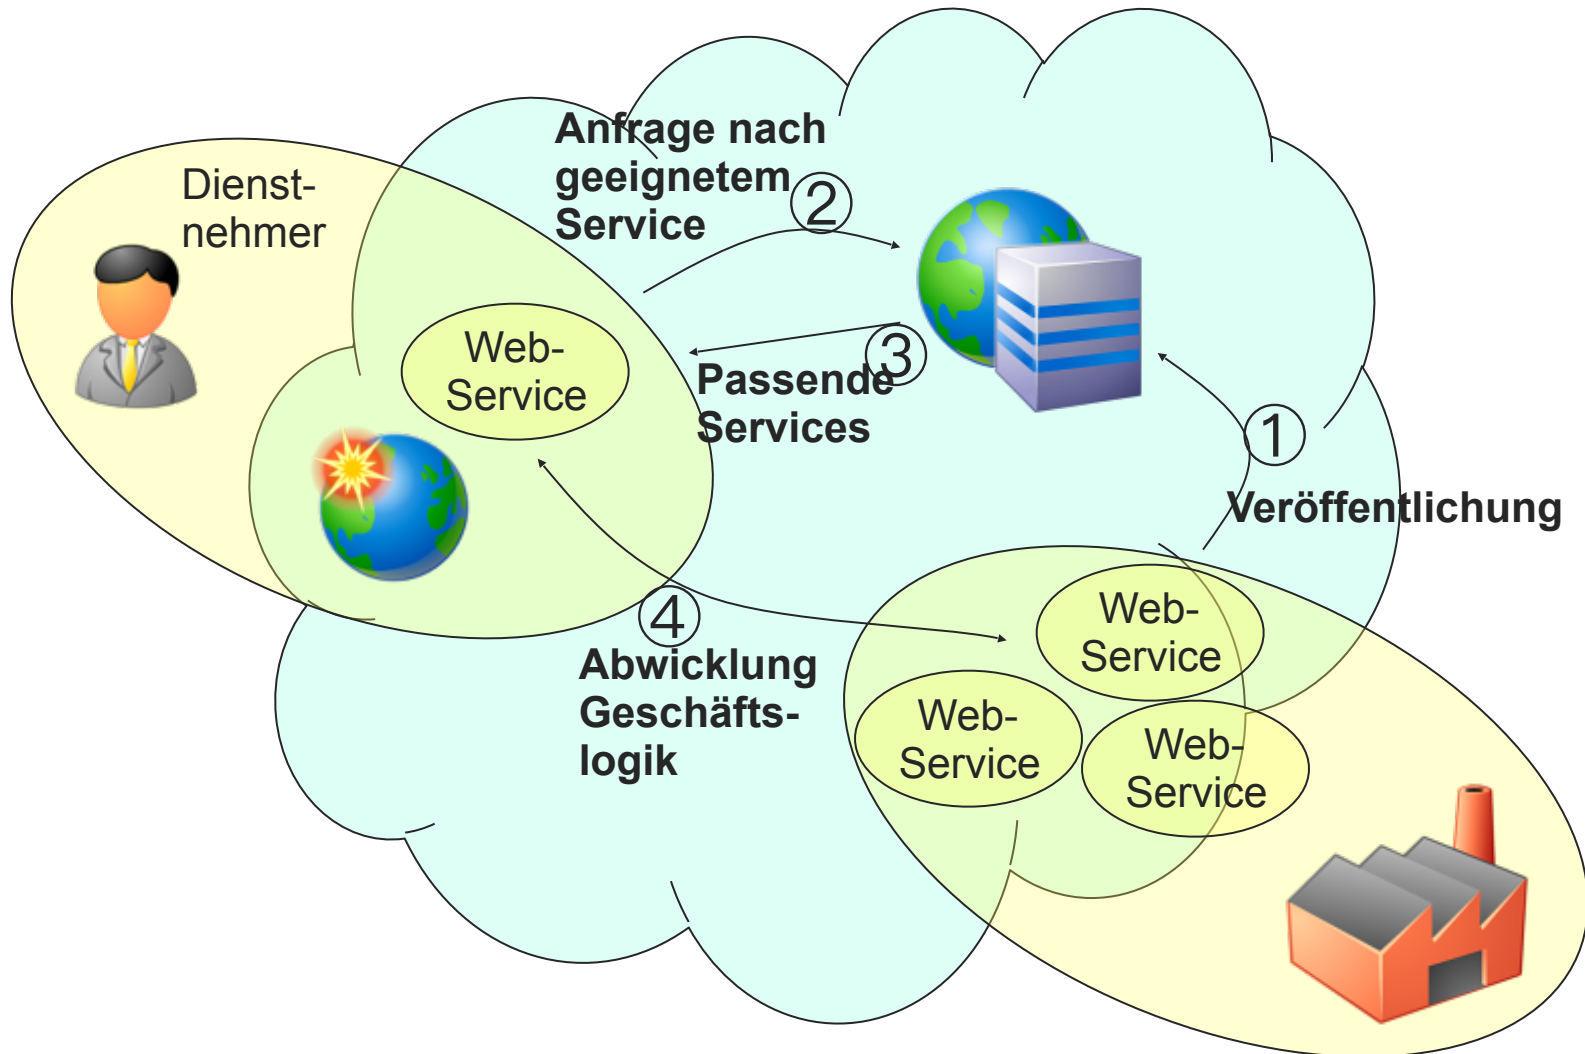 Dienst-
nehmer
Anfrage nach
geeignetem
Service
2
Web-
Service
3
Passende
Services
1
Veröffentlichung
4
Abwicklung
Geschäfts-
logik
Web-
Service
Web-
Service
Web-
Service